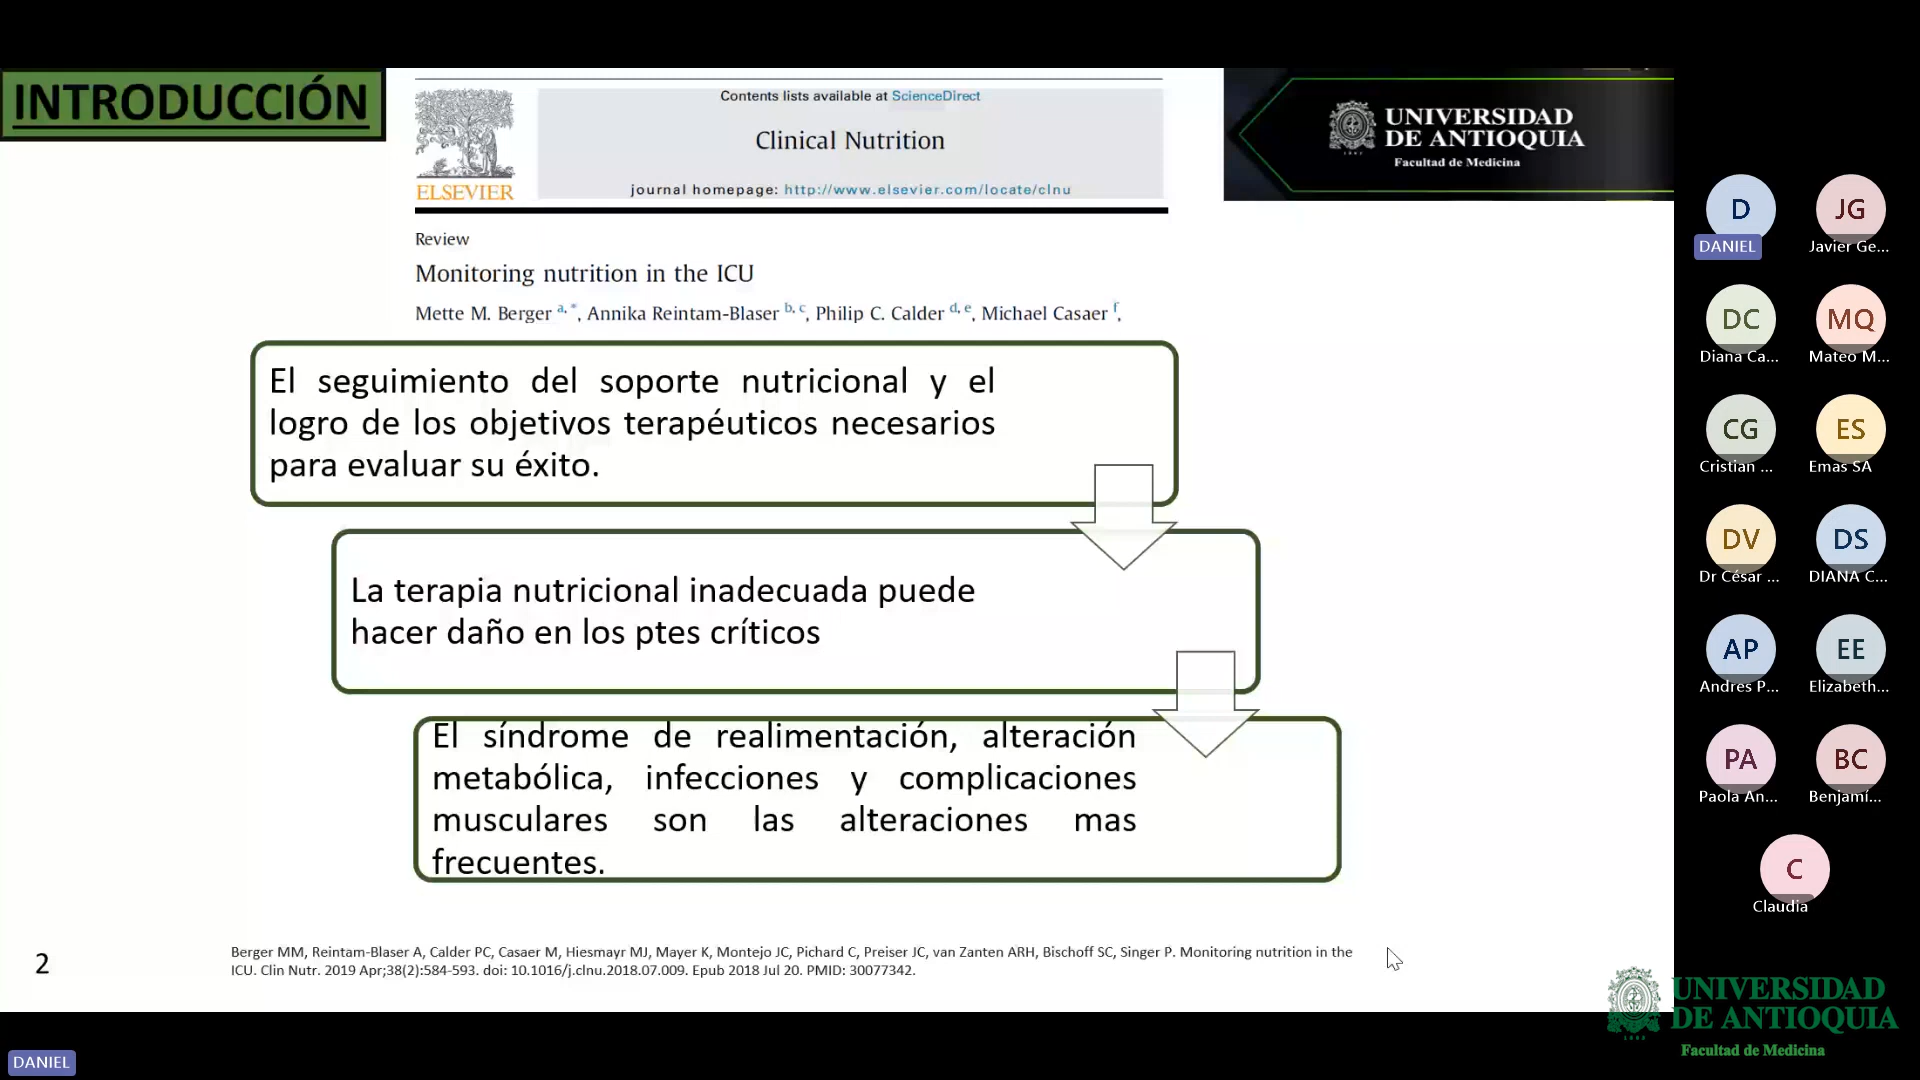 INTRODUCCIÓN
Contents lists available at ScienceDirect
Clinical Nutrition
journal homepage: http://www.elsevier.com/locate/clnu
ELSEVIER
UNIVERSIDAD
DE ANTIOQUIA
Facultad de Medicina
1803
Review
Monitoring nutrition in the ICU
Mette M. Berger a, *, Annika Reintam-Blaser b, c, Philip C. Calder d, e, Michael Casaer f,
El seguimiento del soporte nutricional y el
logro de los objetivos terapéuticos necesarios
para evaluar su éxito.
La terapia nutricional inadecuada puede
hacer daño en los ptes críticos
El síndrome de realimentación, alteración
metabólica, infecciones y complicaciones
musculares son las alteraciones mas
frecuentes.
Berger MM, Reintam-Blaser A, Calder PC, Casaer M, Hiesmayr MJ, Mayer K, Montejo JC, Pichard C, Preiser JC, van Zanten ARH, Bischoff SC, Singer P. Monitoring nutrition in the
ICU. Clin Nutr. 2019 Apr;38(2):584-593. doi: 10.1016/j.clnu.2018.07.009. Epub 2018 Jul 20. PMID: 30077342.
2
D
DANIEL
JG
Javier Ge...
DC
Diana Ca...
MQ
Mateo M...
CG
Cristian ...
ES
Emas SA
DV
Dr César ...
DS
DIANA C...
AP
Andres P...
EE
Elizabeth...
PA
Paola An...
BC
Benjamí...
C
Claudia
UNIVERSIDAD
DE ANTIOQUIA
1803
Facultad de Medicina
DANIEL